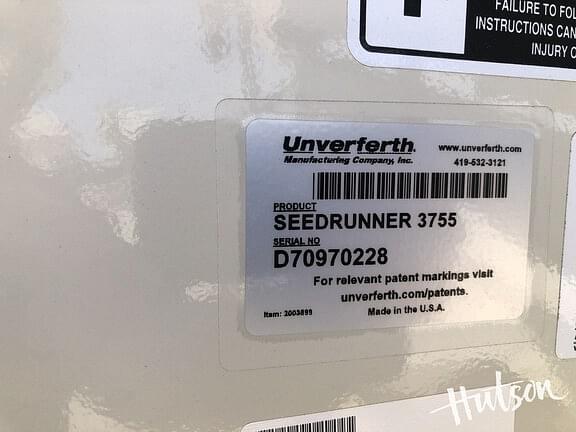 FAILURE TO FOL
INSTRUCTIONS CAN
INJURY O
Unverferth.
Manufacturing Company, Inc.
www.unverferth.com
419-532-3121
PRODUCT
SEEDRUNNER 3755
SERIAL NO
D70970228
For relevant patent markings visit
unverferth.com/patents.
Item: 2003899
Made in the U.S.A.
Hutson